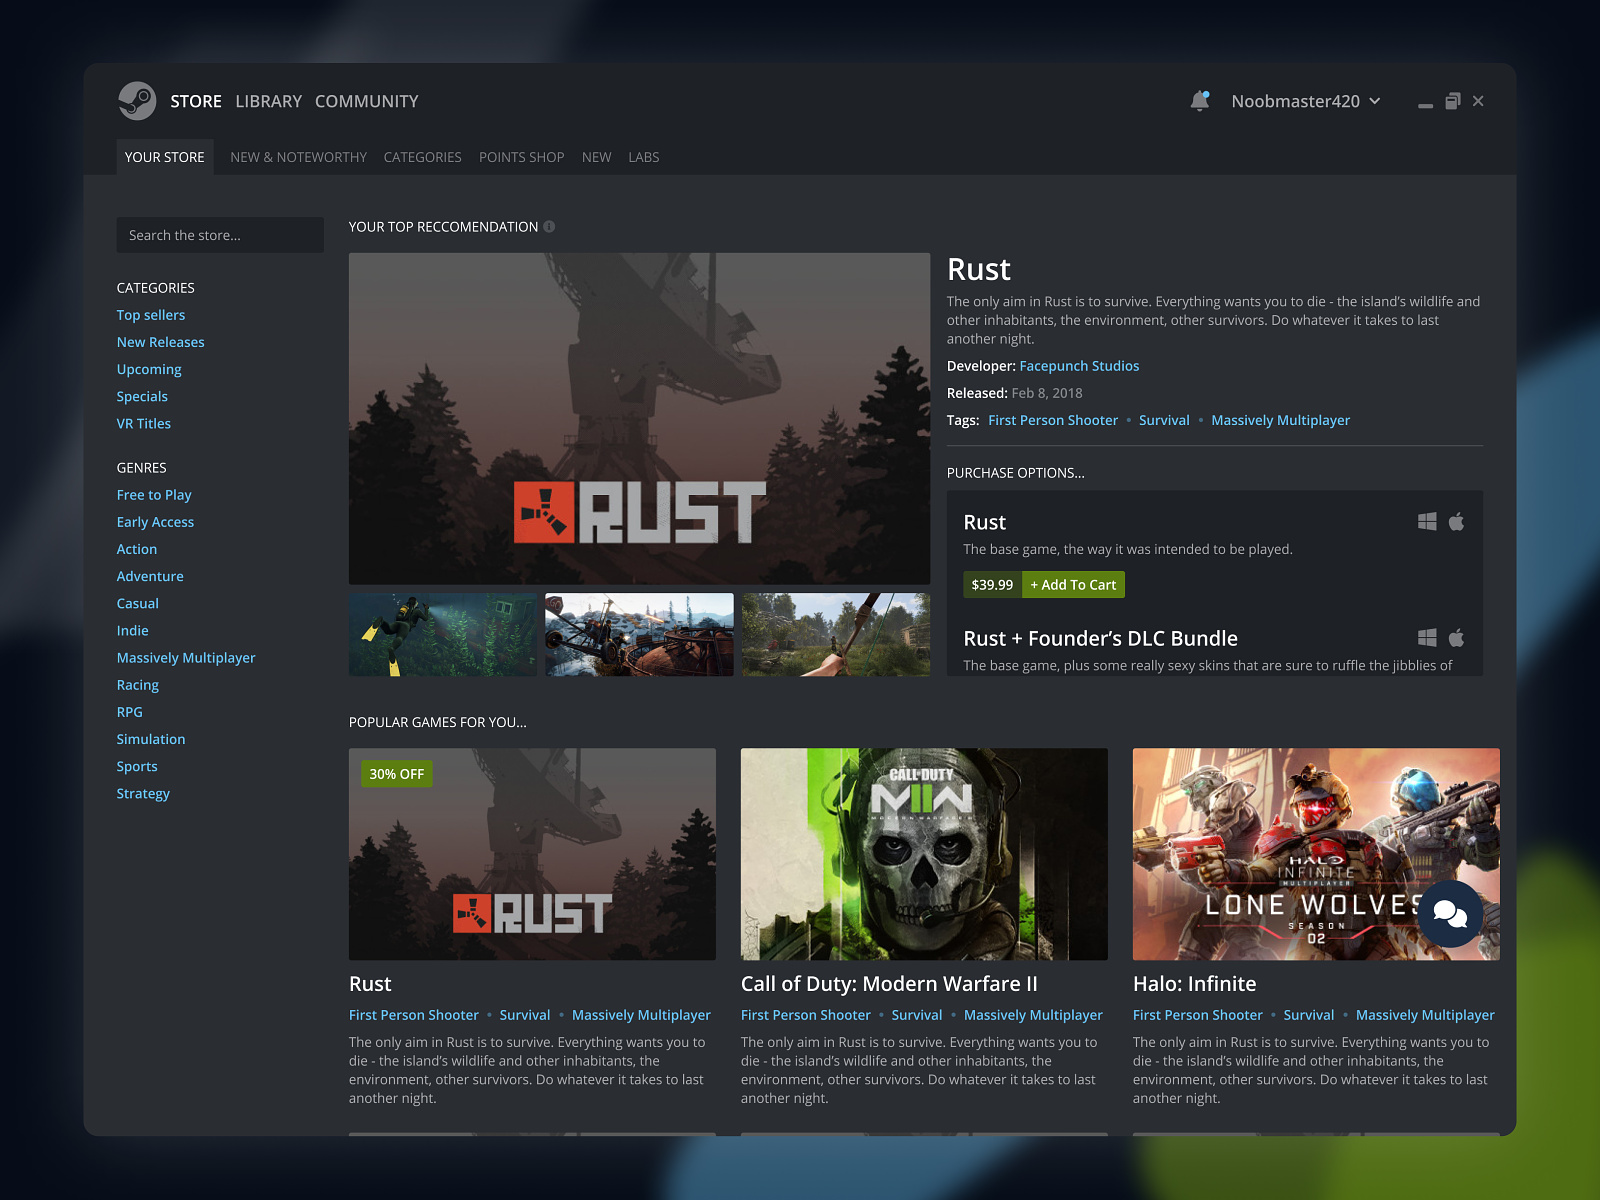 STORE LIBRARY COMMUNITY
Noobmaster420
YOUR STORE NEW & NOTEWORTHY CATEGORIES POINTS SHOP NEW LABS
Search the store...
CATEGORIES
Top sellers
New Releases
Upcoming
Specials
VR Titles
GENRES
Free to Play
Early Access
Action
Adventure
Casual
Indie
Massively Multiplayer
Racing
RPG
Simulation
Sports
Strategy
YOUR TOP RECCOMENDATION
RUST
Rust
The only aim in Rust is to survive. Everything wants you to die - the island’s wildlife and
other inhabitants, the environment, other survivors. Do whatever it takes to last
another night.
Developer: Facepunch Studios
Released: Feb 8, 2018
Tags: First Person Shooter • Survival • Massively Multiplayer
PURCHASE OPTIONS...
Rust
The base game, the way it was intended to be played.
$39.99 + Add To Cart
Rust + Founder’s DLC Bundle
The base game, plus some really sexy skins that are sure to ruffle the jibblies of
POPULAR GAMES FOR YOU...
30% OFF
RUST
Rust
First Person Shooter • Survival • Massively Multiplayer
The only aim in Rust is to survive. Everything wants you to
die - the island’s wildlife and other inhabitants, the
environment, other survivors. Do whatever it takes to last
another night.
CALL OF DUTY
MWII
MODERN WARFARE II
Call of Duty: Modern Warfare II
First Person Shooter • Survival • Massively Multiplayer
The only aim in Rust is to survive. Everything wants you to
die - the island’s wildlife and other inhabitants, the
environment, other survivors. Do whatever it takes to last
another night.
HALO
INFINITE
MULTIPLAYER
LONE WOLVES
SEASON
02
Halo: Infinite
First Person Shooter • Survival • Massively Multiplayer
The only aim in Rust is to survive. Everything wants you to
die - the island’s wildlife and other inhabitants, the
environment, other survivors. Do whatever it takes to last
another night.